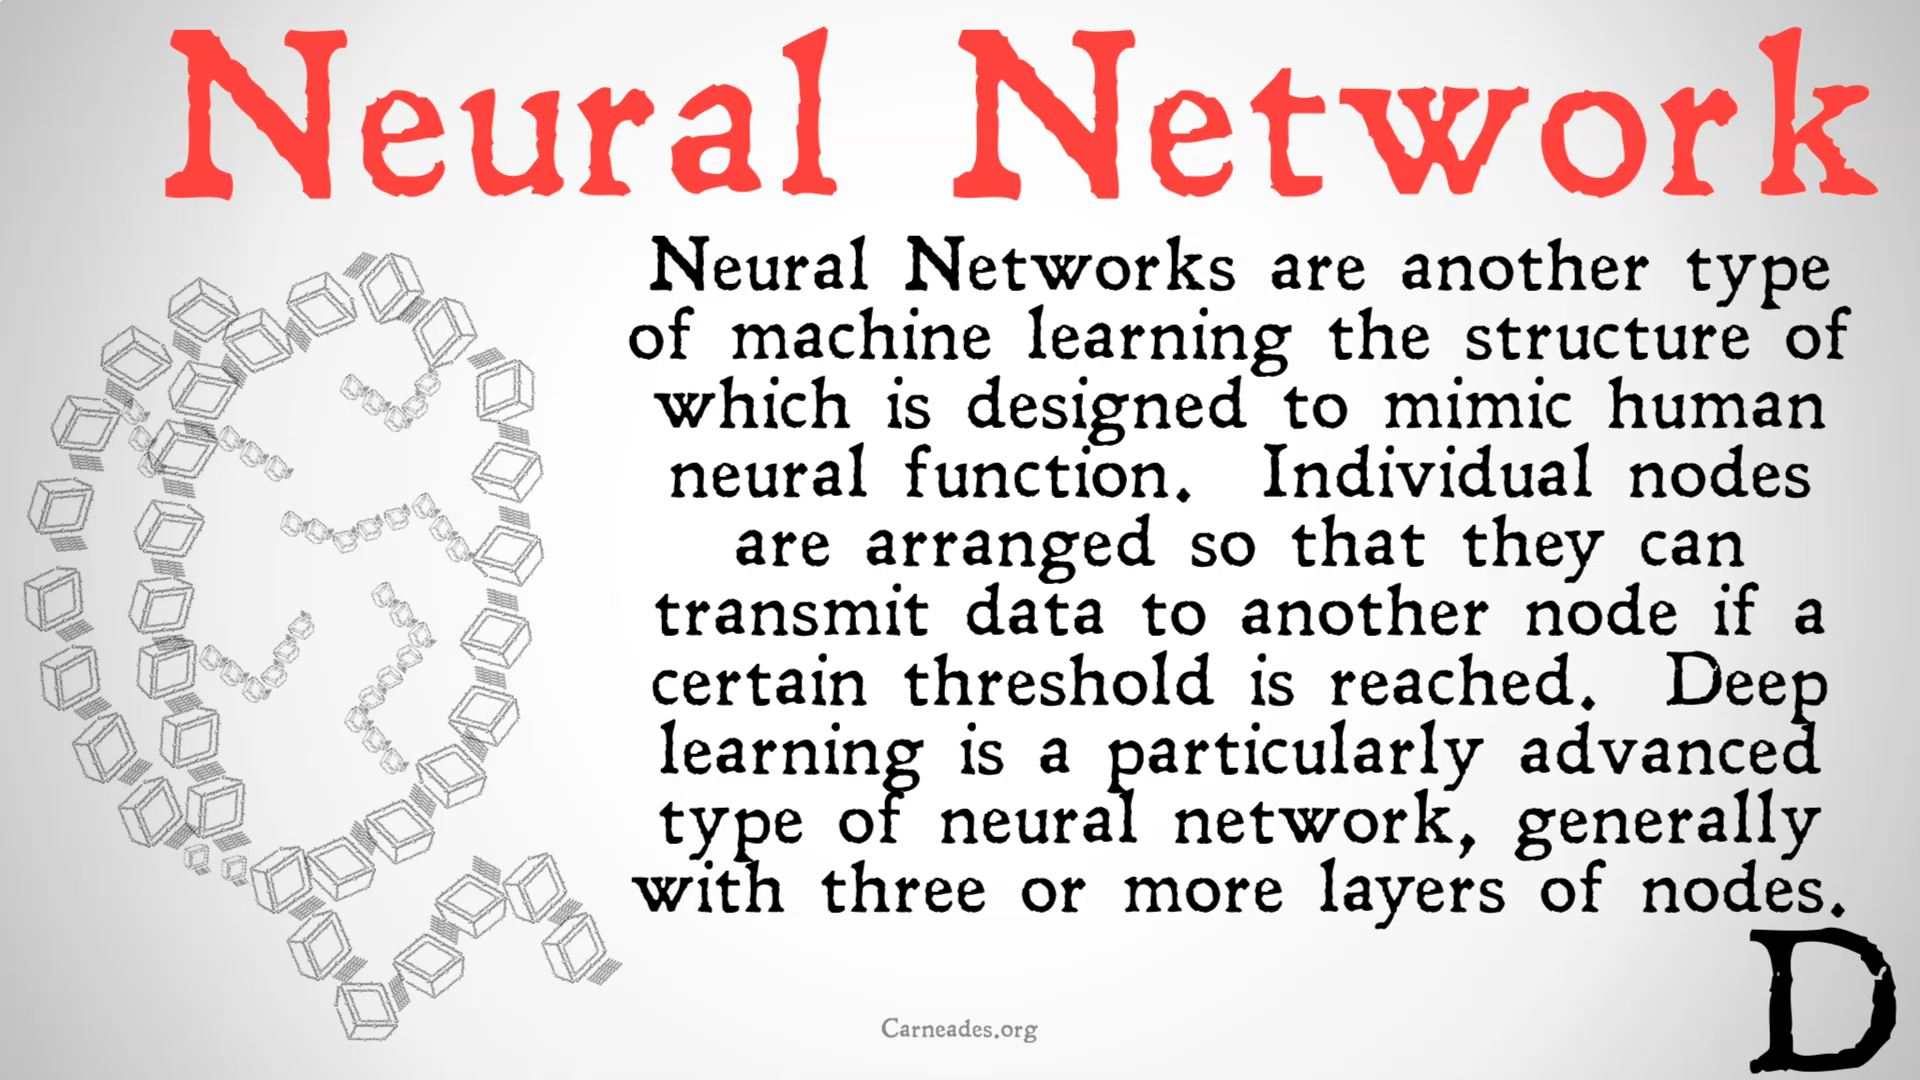 Neural Network
Neural Networks are another type
of machine learning the structure of
which is designed to mimic human
neural function. Individual nodes
are arranged so that they can
transmit data to another node if a
certain threshold is reached. Deep
learning is a particularly advanced
type of neural network, generally
with three or more layers of nodes.
D
Carneades.org